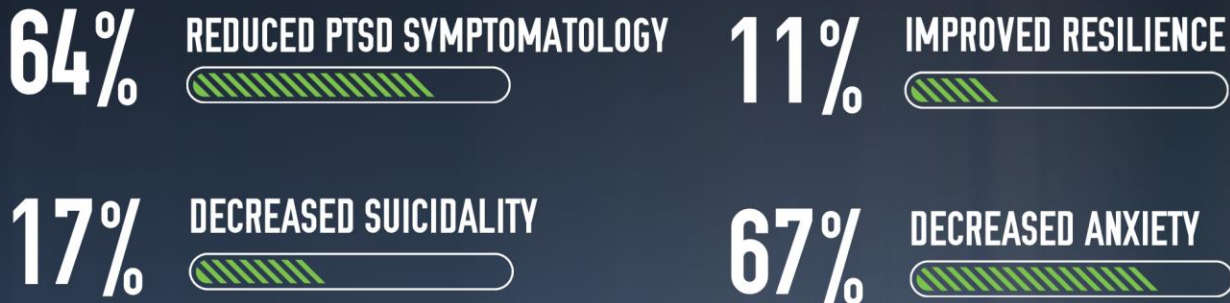 64% REDUCED PTSD SYMPTOMATOLOGY
11% IMPROVED RESILIENCE
17% DECREASED SUICIDALITY
67% DECREASED ANXIETY